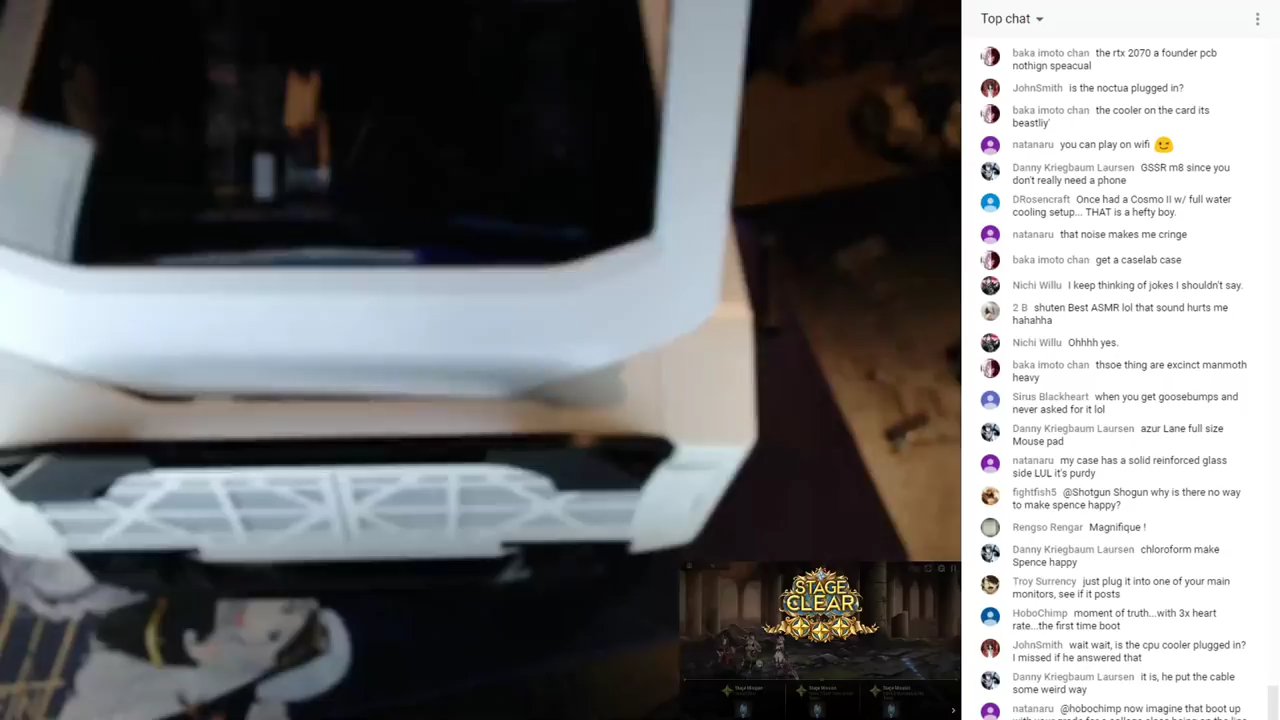 Top chat
baka imoto chan the rtx 2070 a founder pcb
nothign speacual
JohnSmith is the noctua plugged in?
baka imoto chan the cooler on the card its
beastliy'
natanaru you can play on wifi
Danny Kriegbaum Laursen GSSR m8 since you
don't really need a phone
DRosencraft Once had a Cosmo II w/ full water
cooling setup... THAT is a hefty boy.
natanaru that noise makes me cringe
baka imoto chan get a caselab case
Nichi Willu I keep thinking of jokes I shouldn't say.
2 B shuten Best ASMR lol that sound hurts me
hahahha
Nichi Willu Ohhhh yes.
baka imoto chan thsoe thing are excinct manmoth
heavy
Sirus Blackheart when you get goosebumps and
never asked for it lol
Danny Kriegbaum Laursen azur Lane full size
Mouse pad
natanaru my case has a solid reinforced glass
side LUL it's purdy
fightfish5 @Shotgun Shogun why is there no way
to make spence happy?
Rengso Rengar Magnifique !
Danny Kriegbaum Laursen chloroform make
Spence happy
Troy Surrency just plug it into one of your main
monitors, see if it posts
HoboChimp moment of truth...with 3x heart
rate...the first time boot
JohnSmith wait wait, is the cpu cooler plugged in?
I missed if he answered that
Danny Kriegbaum Laursen it is, he put the cable
some weird way
natanaru @hobochimp now imagine that boot up
STAGE
CLEAR
Stage Mission
Stage Mission
Stage Mission